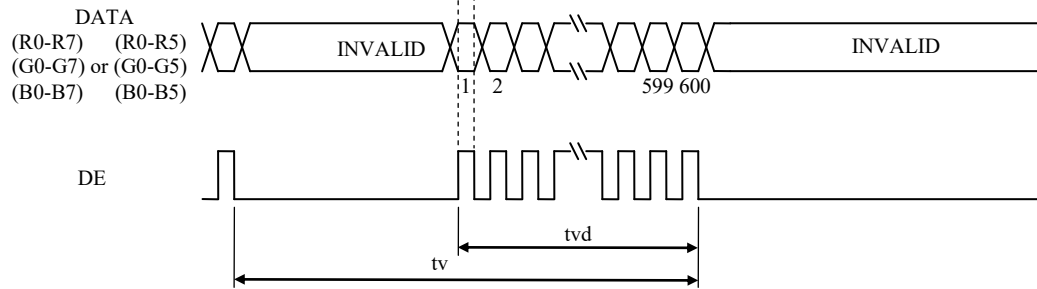 DATA
(R0-R7) (R0-R5)
(G0-G7) or (G0-G5)
(B0-B7) (B0-B5)
INVALID
INVALID
1 2 599 600
DE
tvd
tv